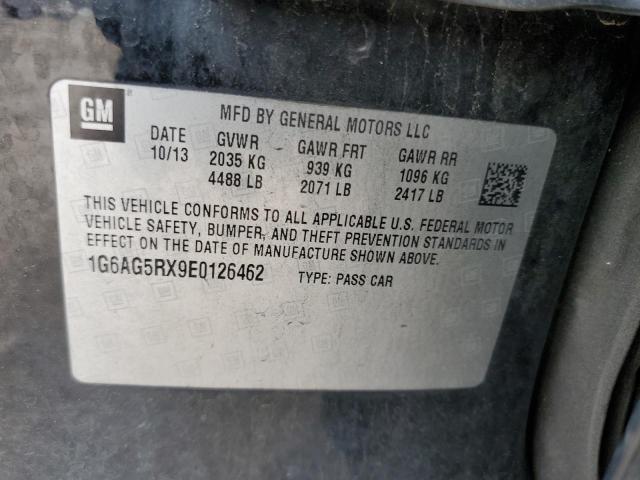 GM
MFD BY GENERAL MOTORS LLC
DATE GVWR GAWR FRT GAWR RR
10/13 2035 KG 939 KG 1096 KG
4488 LB 2071 LB 2417 LB
THIS VEHICLE CONFORMS TO ALL APPLICABLE U.S. FEDERAL MOTOR
VEHICLE SAFETY, BUMPER, AND THEFT PREVENTION STANDARDS IN
EFFECT ON THE DATE OF MANUFACTURE SHOWN ABOVE.
1G6AG5RX9E0126462 TYPE: PASS CAR